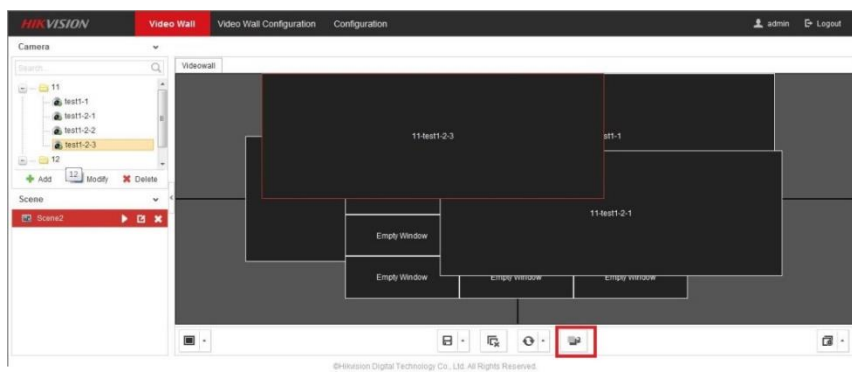 HIKVISION Video Wall Video Wall Configuration Configuration admin Logout
Camera
Search...
Videowall
11
test1-1
test1-2-1
test1-2-2
test1-2-3
12
Add 12 Modify Delete
Scene
Scene2
11-test1-2-3
st1-1
11-test1-2-1
Empty Window
Empty Window Empty Window Empty Window
©Hikvision Digital Technology Co., Ltd. All Rights Reserved.